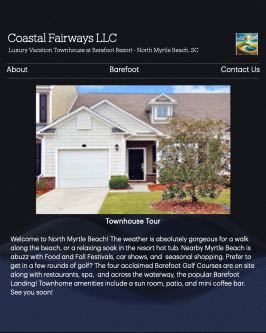 Coastal Fairways LLC
Luxury Vacation Townhouse at Barefoot Resort - North Myrtle Beach, SC
About Barefoot Contact Us
Townhouse Tour
Welcome to North Myrtle Beach! The weather is absolutely gorgeous for a walk
along the beach, or a relaxing soak in the resort hot tub. Nearby Myrtle Beach is
abuzz with Food and Fall Festivals, car shows, and seasonal shopping. Prefer to
get in a few rounds of golf? The four acclaimed Barefoot Golf Courses are on site
along with restaurants, spa, and across the waterway, the popular Barefoot
Landing! Townhome amenities include a sun room, patio, and mini coffee bar.
See you soon!